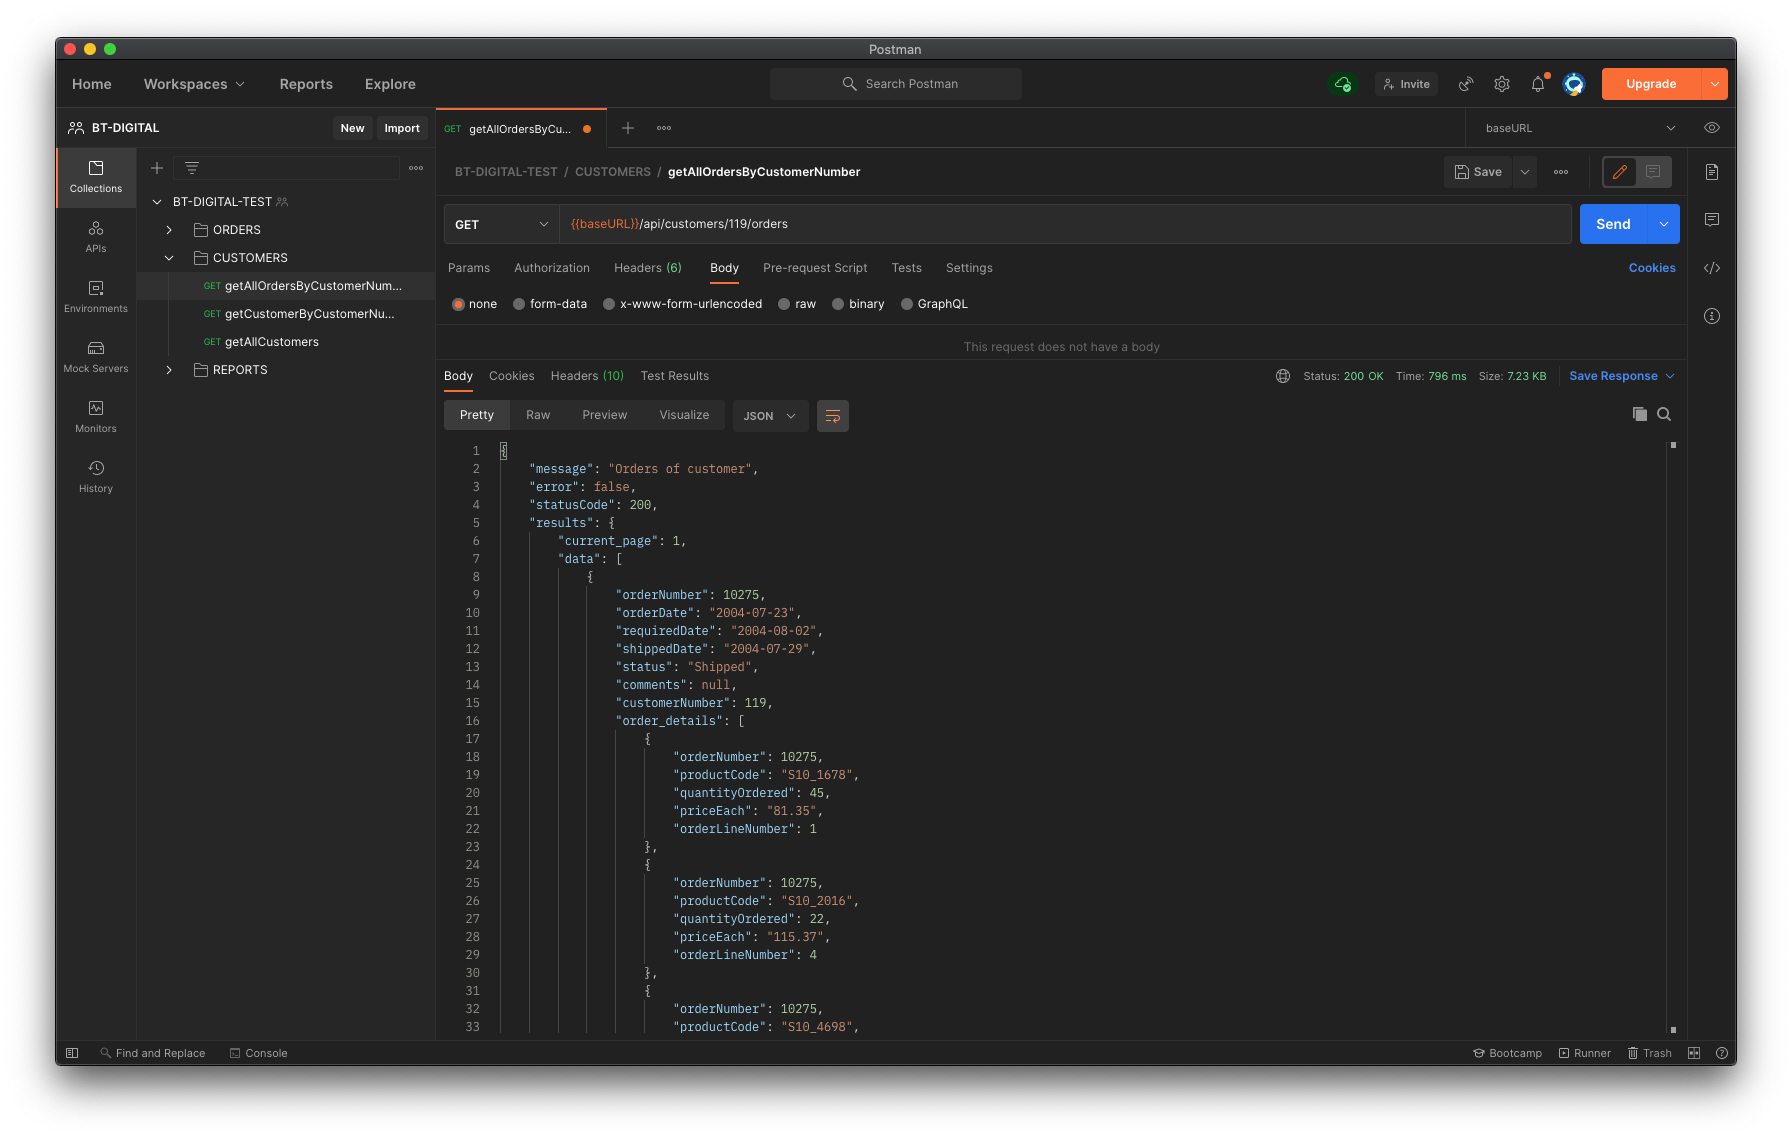 Postman
Home Workspaces Reports Explore Search Postman Invite Upgrade
BT-DIGITAL New Import
GET getAllOrdersByCu... baseURL
Collections
APIs
Environments
Mock Servers
Monitors
History
BT-DIGITAL-TEST
ORDERS
CUSTOMERS
GET getAllOrdersByCustomerNum...
GET getCustomerByCustomerNu...
GET getAllCustomers
REPORTS
BT-DIGITAL-TEST / CUSTOMERS / getAllOrdersByCustomerNumber Save
GET {{baseURL}}/api/customers/119/orders Send
Params Authorization Headers (6) Body Pre-request Script Tests Settings Cookies
none form-data x-www-form-urlencoded raw binary GraphQL
This request does not have a body
Body Cookies Headers (10) Test Results Status: 200 OK Time: 796 ms Size: 7.23 KB Save Response
Pretty Raw Preview Visualize JSON
1 {
2 "message": "Orders of customer",
3 "error": false,
4 "statusCode": 200,
5 "results": {
6 "current_page": 1,
7 "data": [
8 {
9 "orderNumber": 10275,
10 "orderDate": "2004-07-23",
11 "requiredDate": "2004-08-02",
12 "shippedDate": "2004-07-29",
13 "status": "Shipped",
14 "comments": null,
15 "customerNumber": 119,
16 "order_details": [
17 {
18 "orderNumber": 10275,
19 "productCode": "S10_1678",
20 "quantityOrdered": 45,
21 "priceEach": "81.35",
22 "orderLineNumber": 1
23 },
24 {
25 "orderNumber": 10275,
26 "productCode": "S10_2016",
27 "quantityOrdered": 22,
28 "priceEach": "115.37",
29 "orderLineNumber": 4
30 },
31 {
32 "orderNumber": 10275,
33 "productCode": "S10_4698",
Find and Replace Console Bootcamp Runner Trash